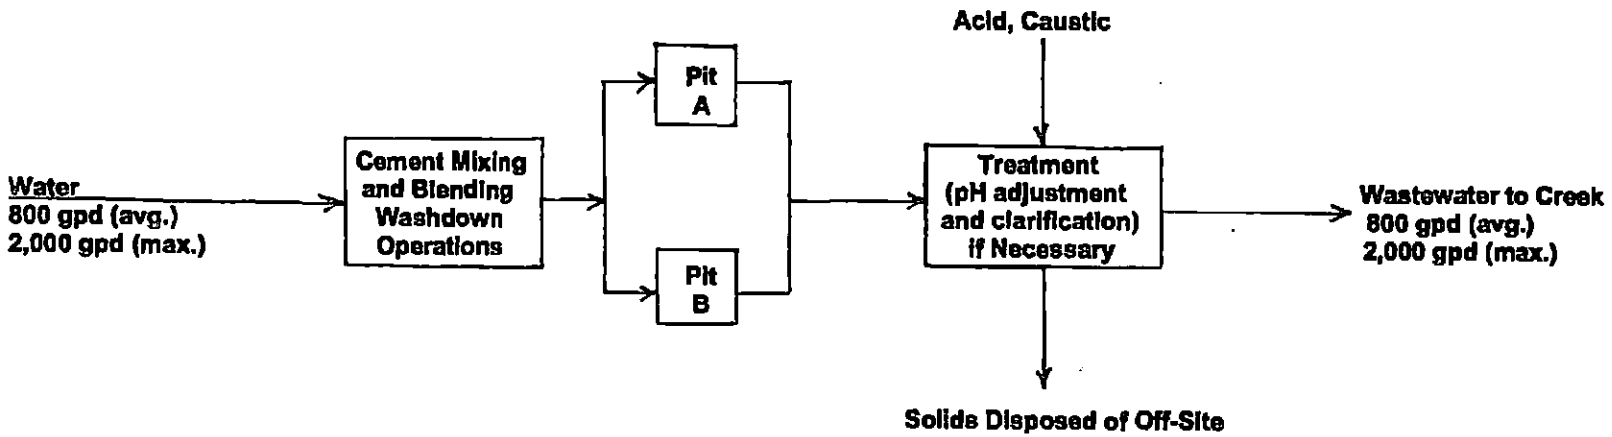 Acid, Caustic
Pit
A
Cement Mixing
and Blending
Washdown
Operations
Water
800 gpd (avg.)
2,000 gpd (max.)
Treatment
(pH adjustment
and clarification)
if Necessary
Wastewater to Creek
800 gpd (avg.)
2,000 gpd (max.)
Pit
B
Solids Disposed of Off-Site